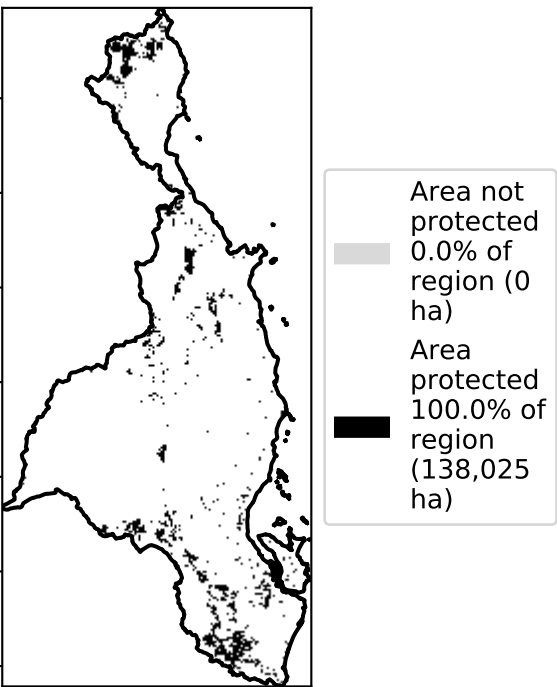 Area not
protected
0.0% of
region (0
ha)
Area
protected
100.0% of
region
(138,025
ha)